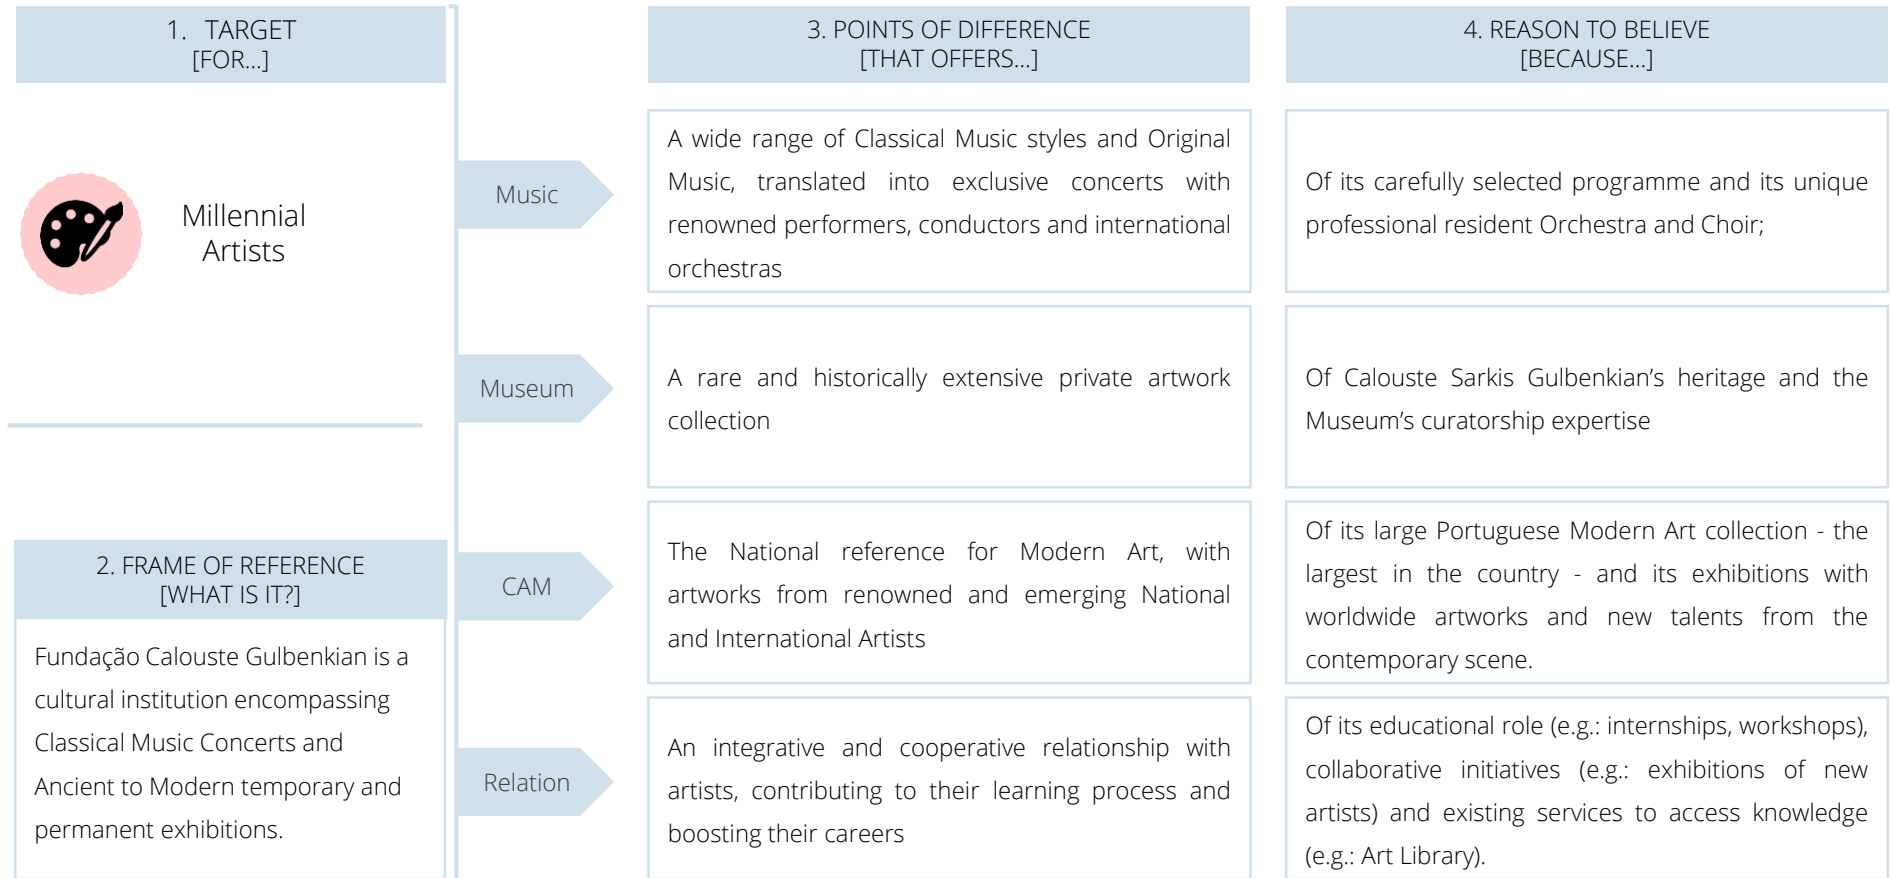 1. TARGET
[FOR...]
Millennial
Artists
2. FRAME OF REFERENCE
[WHAT IS IT?]
Fundação Calouste Gulbenkian is a
cultural institution encompassing
Classical Music Concerts and
Ancient to Modern temporary and
permanent exhibitions.
3. POINTS OF DIFFERENCE
[THAT OFFERS...]
4. REASON TO BELIEVE
[BECAUSE...]
Music
A wide range of Classical Music styles and Original
Music, translated into exclusive concerts with
renowned performers, conductors and international
orchestras
Of its carefully selected programme and its unique
professional resident Orchestra and Choir;
Museum
A rare and historically extensive private artwork
collection
Of Calouste Sarkis Gulbenkian’s heritage and the
Museum’s curatorship expertise
CAM
The National reference for Modern Art, with
artworks from renowned and emerging National
and International Artists
Of its large Portuguese Modern Art collection - the
largest in the country - and its exhibitions with
worldwide artworks and new talents from the
contemporary scene.
Relation
An integrative and cooperative relationship with
artists, contributing to their learning process and
boosting their careers
Of its educational role (e.g.: internships, workshops),
collaborative initiatives (e.g.: exhibitions of new
artists) and existing services to access knowledge
(e.g.: Art Library).